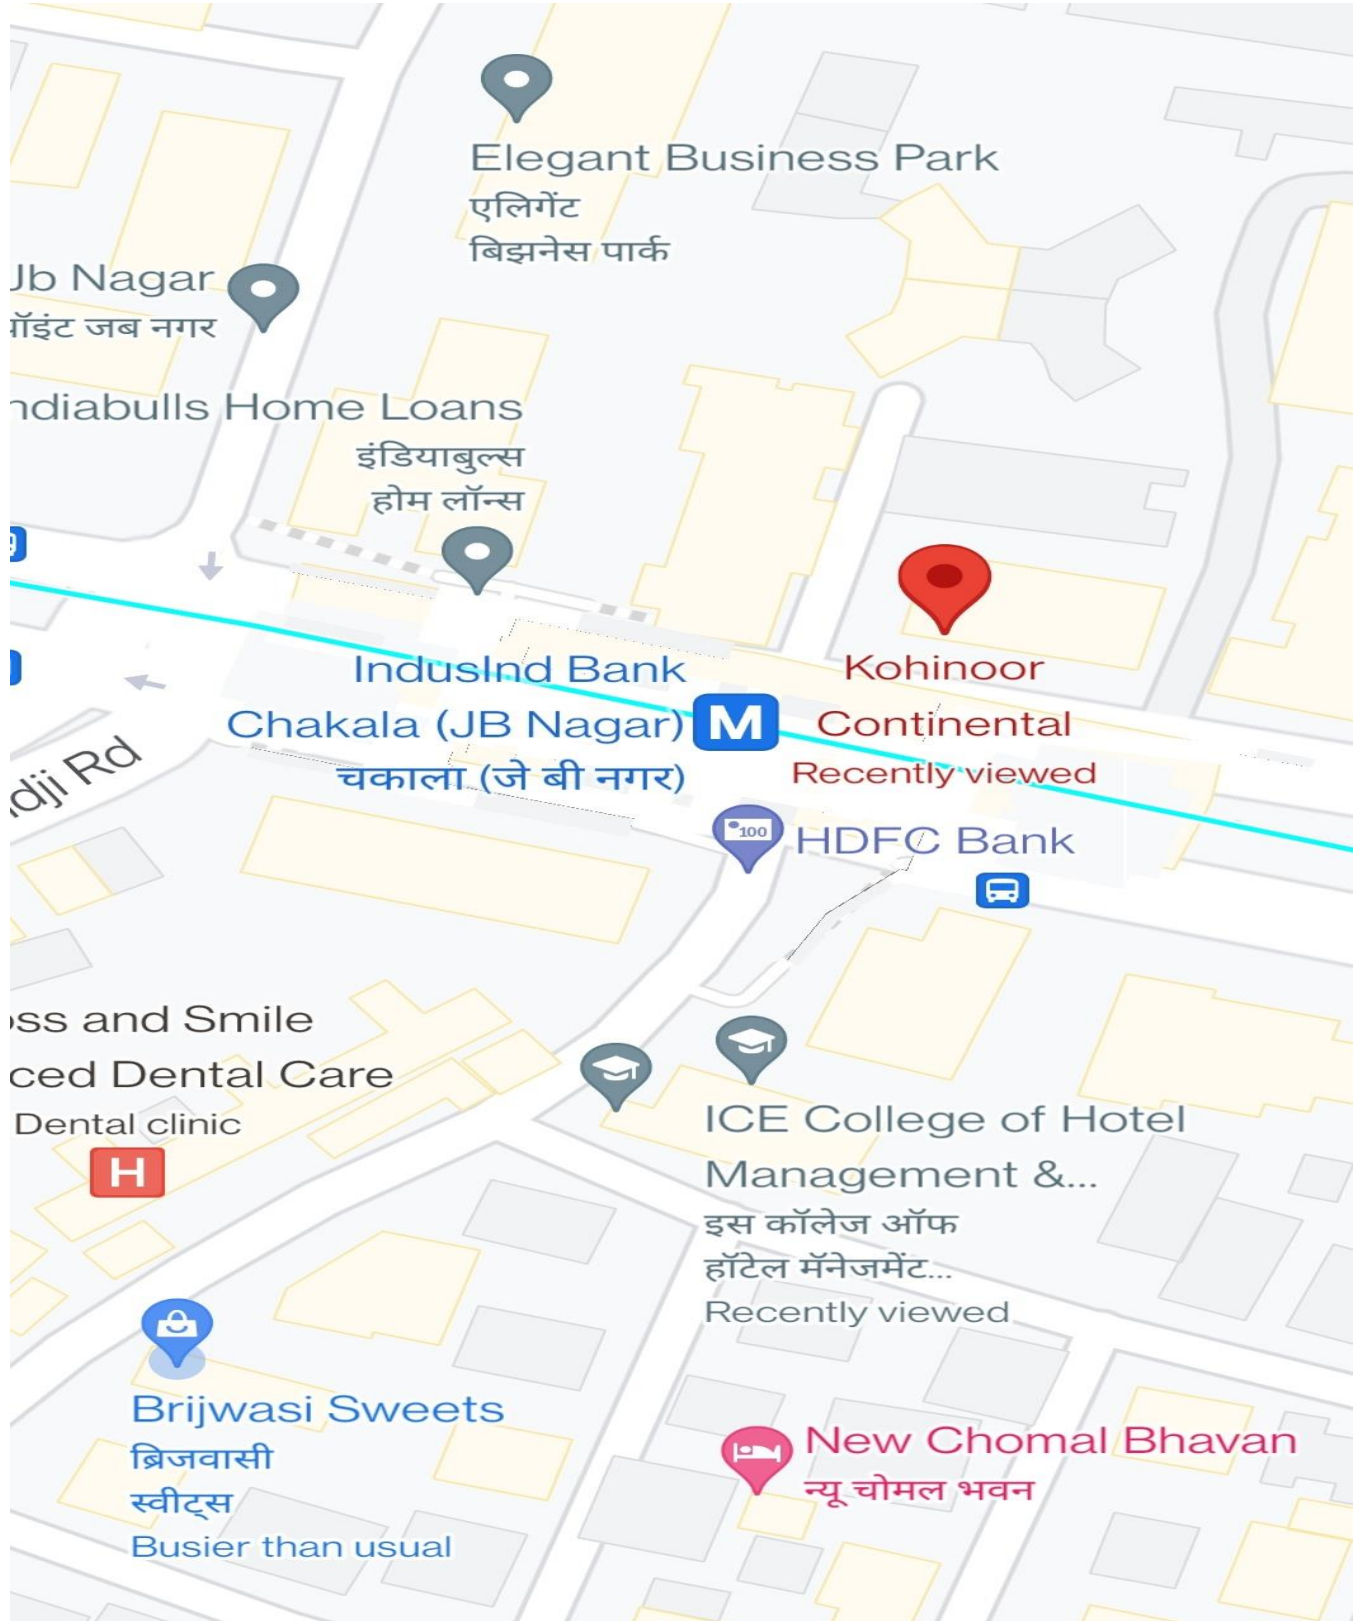 Elegant Business Park
एलिगेंट
बिझनेस पार्क
Jb Nagar
पॉइंट जब नगर
ndiabulls Home Loans
इंडियाबुल्स
होम लॉन्स
IndusInd Bank
Chakala (JB Nagar)
चकाला (जे बी नगर)
M
Kohinoor
Continental
Recently viewed
dji Rd
100
HDFC Bank
oss and Smile
ced Dental Care
Dental clinic
H
ICE College of Hotel
Management &...
इस कॉलेज ऑफ
हॉटेल मॅनेजमेंट...
Recently viewed
Brijwasi Sweets
ब्रिजवासी
स्वीट्स
Busier than usual
New Chomal Bhavan
न्यू चोमल भवन